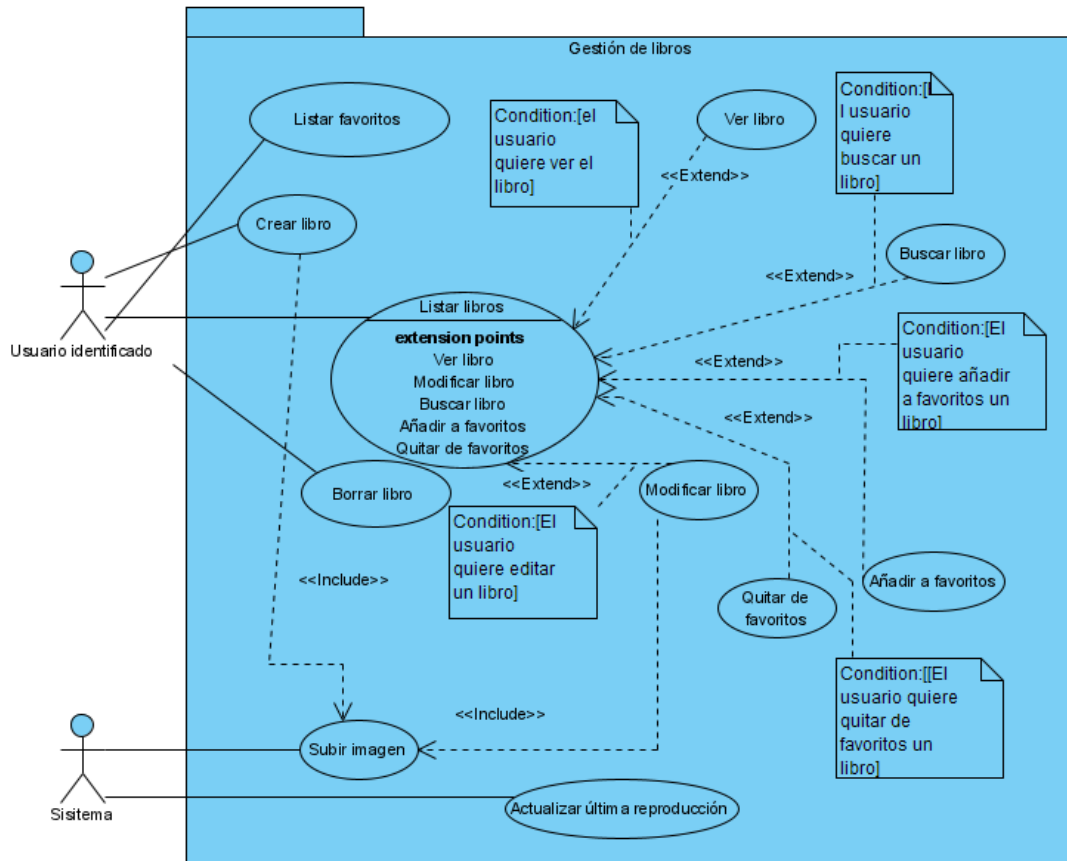 Gestión de libros
Listar favoritos
Condition:[el
usuario
quiere ver el
libro]
Ver libro
Condition:[
l usuario
quiere
buscar un
libro]
<<Extend>>
Crear libro
Buscar libro
<<Extend>>
Usuario identificado
Listar libros
extension points
Ver libro
Modificar libro
Buscar libro
Añadir a favoritos
Quitar de favoritos
<<Extend>>
Condition:[El
usuario
quiere añadir
a favoritos un
libro]
<<Extend>>
Borrar libro
<<Extend>>
Modificar libro
Condition:[El
usuario
quiere editar
un libro]
<<Include>>
Quitar de
favoritos
Añadir a favoritos
Condition:[[El
usuario quiere
quitar de
favoritos un
libro]
<<Include>>
Subir imagen
Sisitema
Actualizar última reproducción